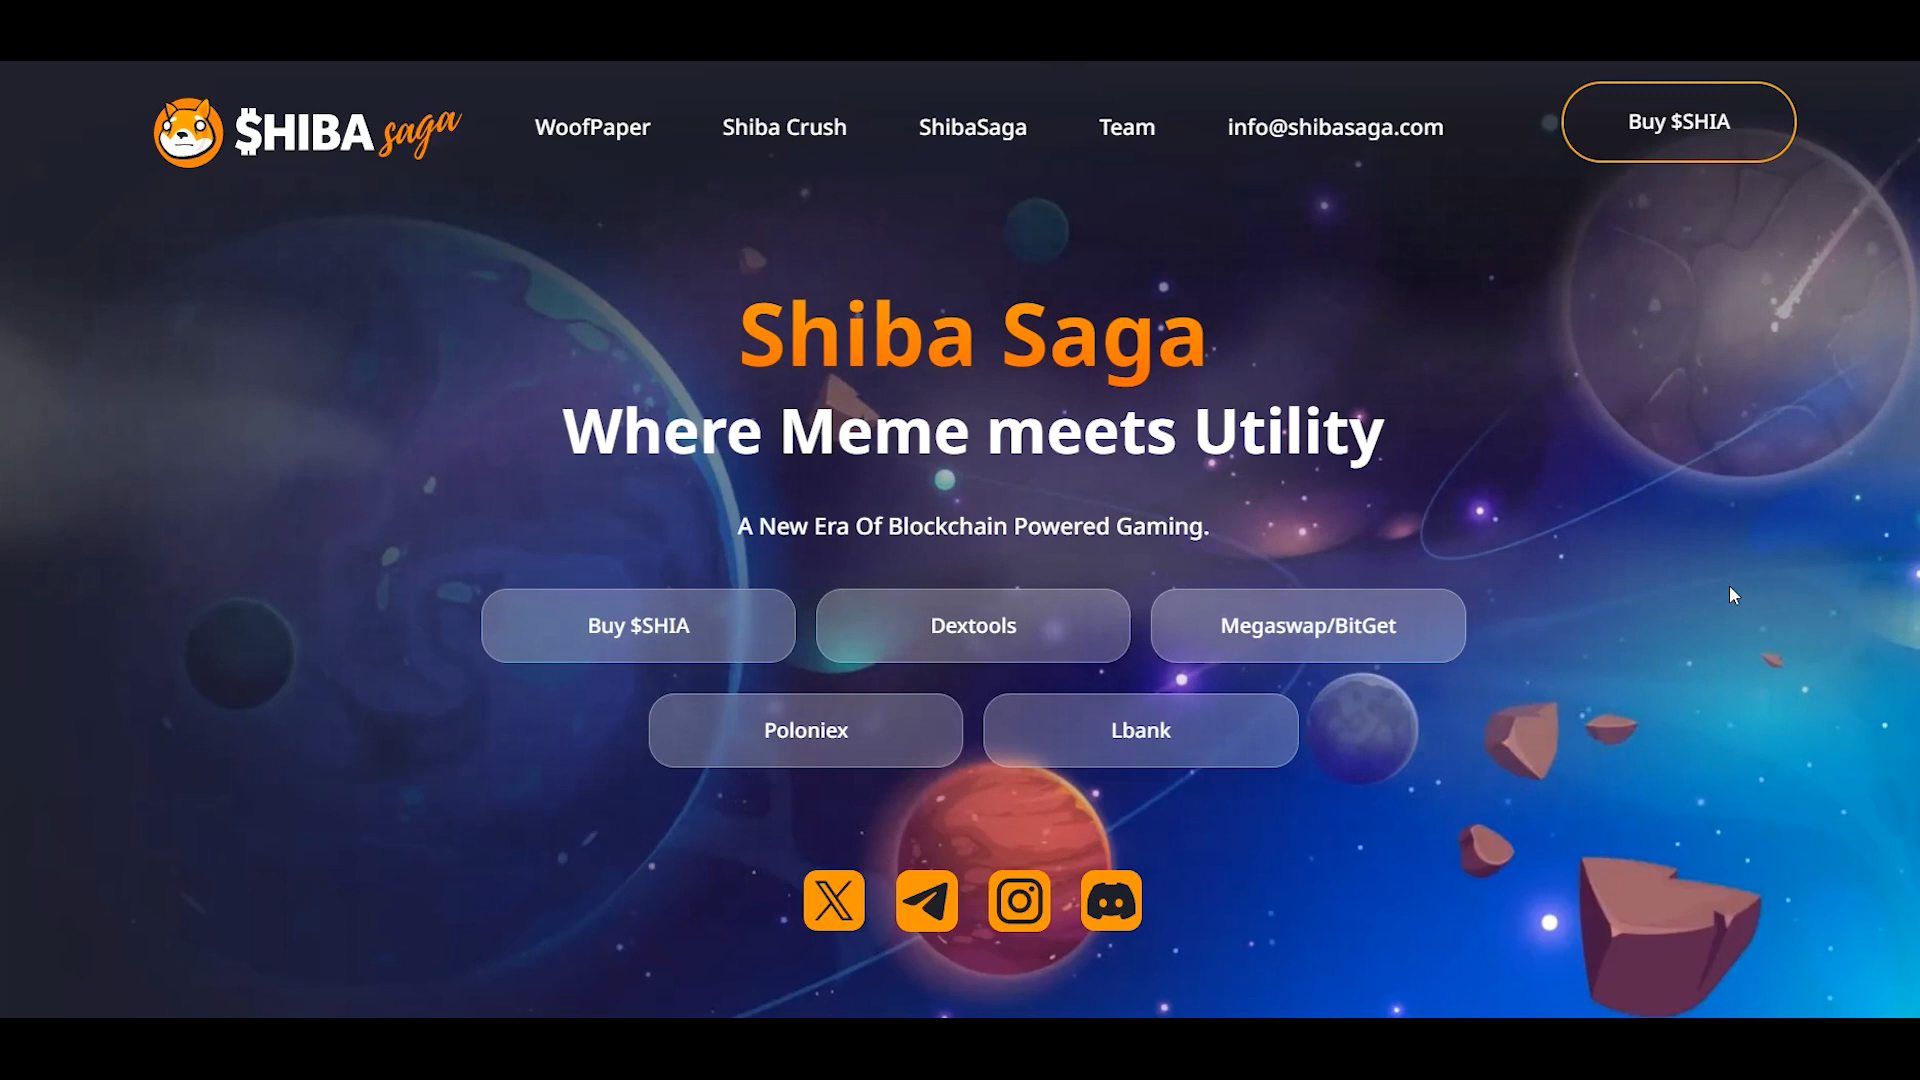 $HIBA saga
WoofPaper
Shiba Crush
ShibaSaga
Team
info@shibasaga.com
Buy $SHIA
Shiba Saga
Where Meme meets Utility
A New Era Of Blockchain Powered Gaming.
Buy $SHIA
Dextools
Megaswap/BitGet
Poloniex
Lbank